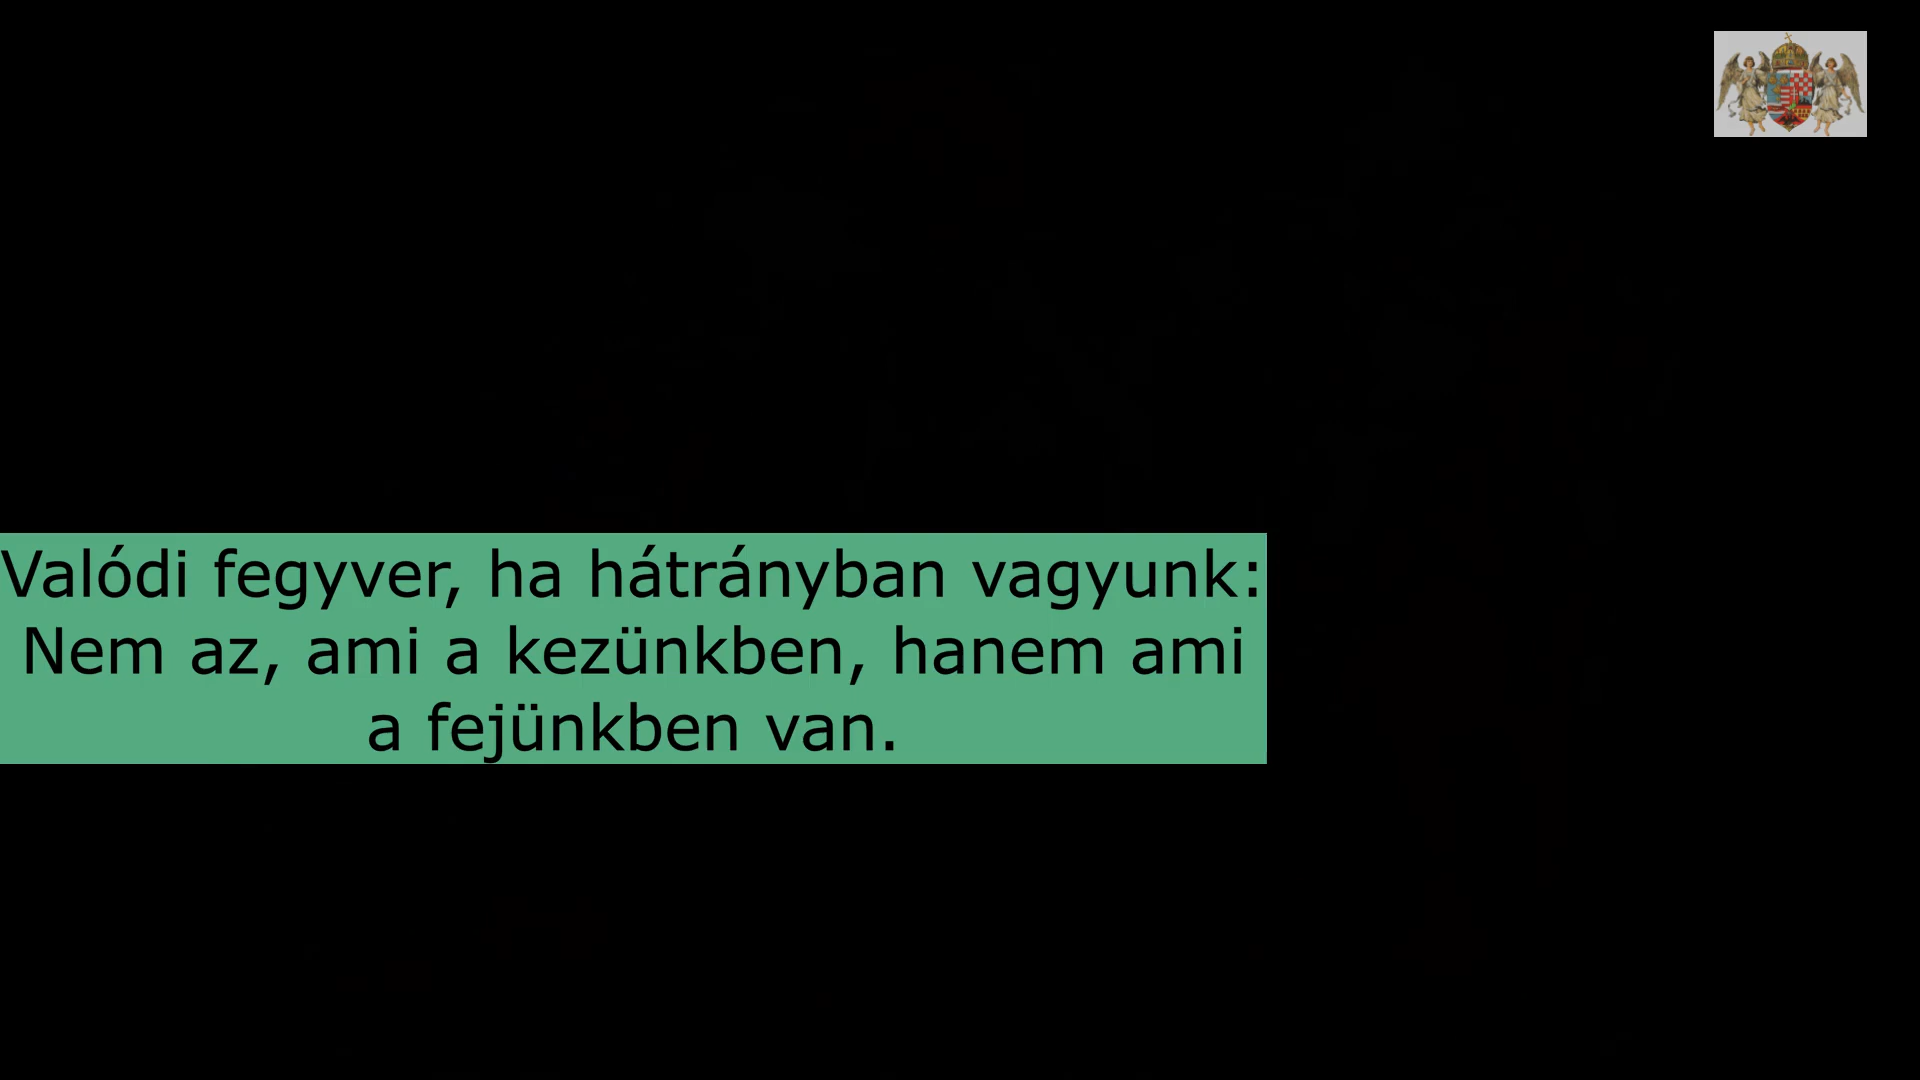 Valódi fegyver, ha hátrányban vagyunk:
Nem az, ami a kezünkben, hanem ami
a fejünkben van.